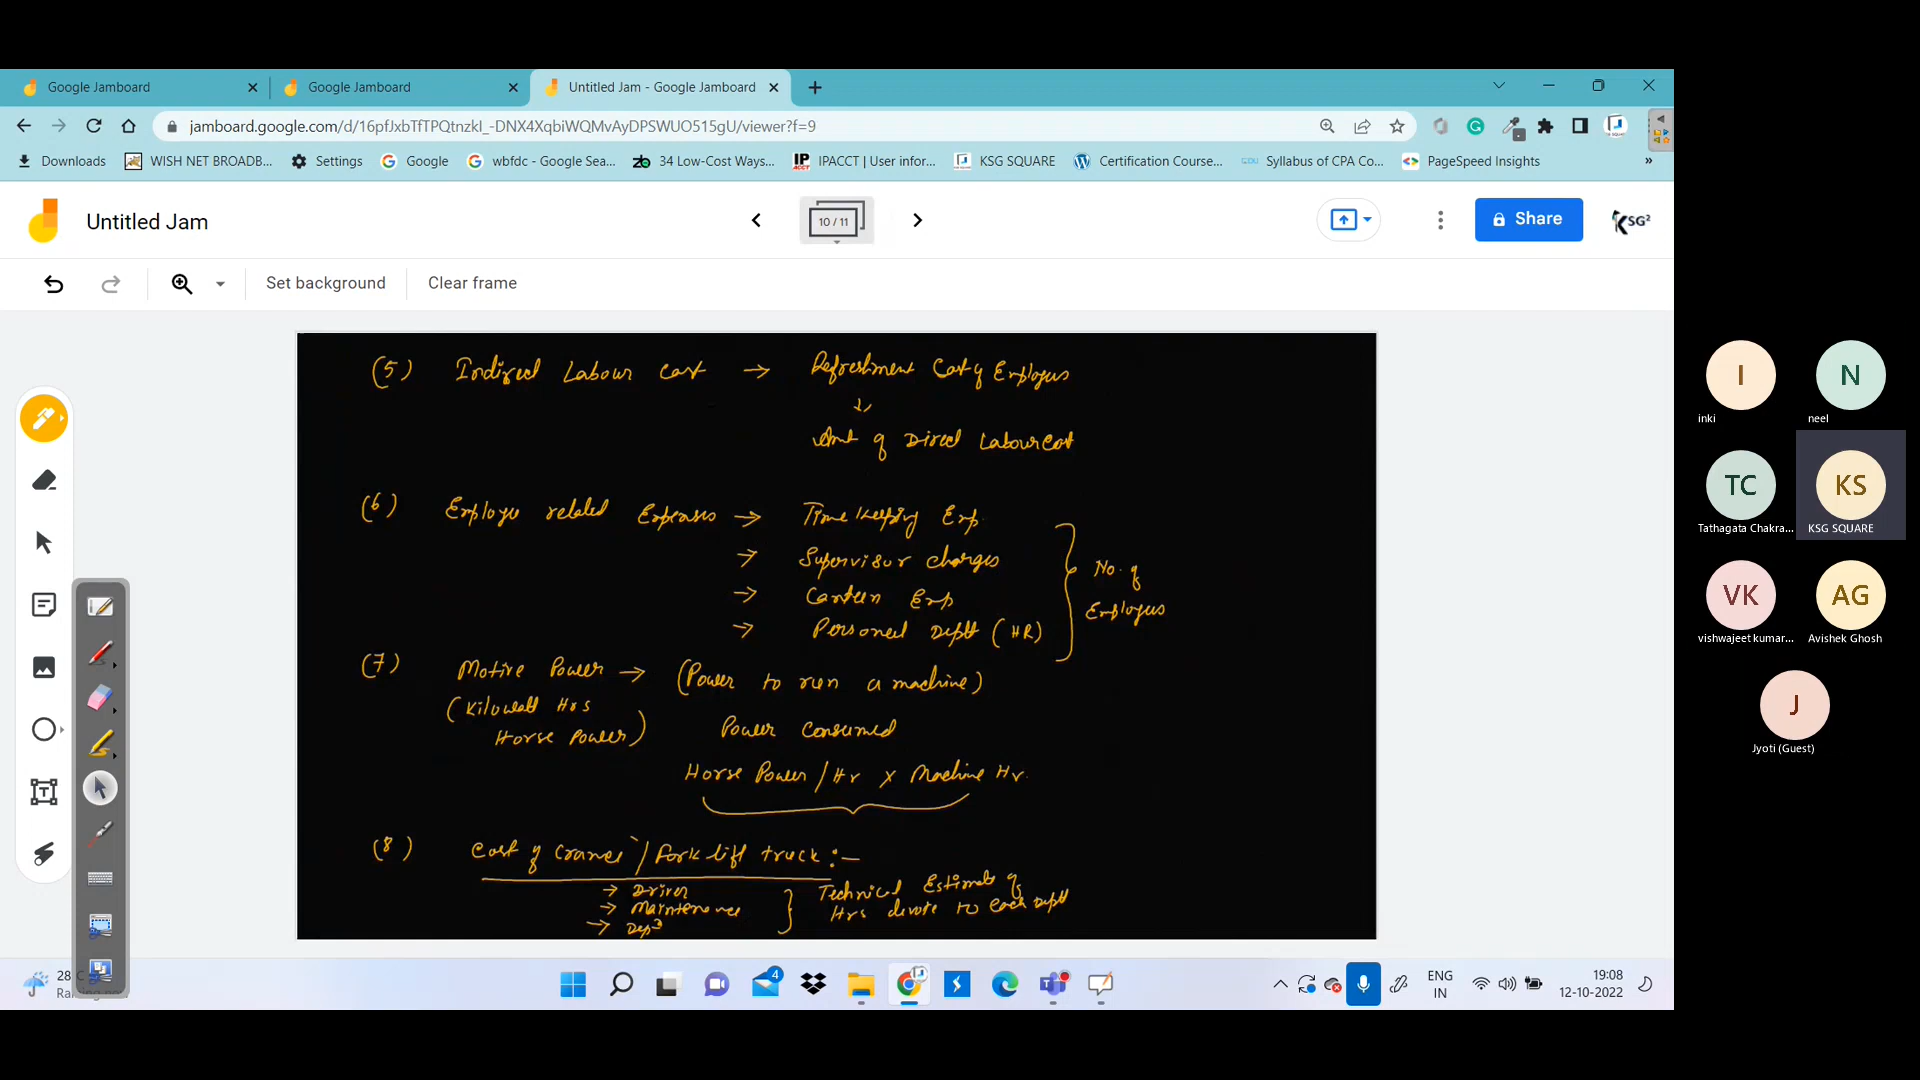 Google Jamboard
Google Jamboard
Untitled Jam - Google Jamboard
jamboard.google.com/d/16pfJxbTfTPQtnzkI_-DNX4XqbiWQMvAyDPSWUO515gU/viewer?f=9
Downloads
WISH NET BROADB...
Settings
Google
wbfdc - Google Sea...
34 Low-Cost Ways...
IPACCT | User infor...
KSG SQUARE
Certification Course...
Syllabus of CPA Co...
PageSpeed Insights
»
Untitled Jam
10 / 11
Share
KSG²
Set background
Clear frame
(5) Indirect Labour Cost → Refreshment Cost of Employees
Amt of Direct Labour Cost
(6) Employee related Expenses → Time Keeping Exp.
→ Supervisor charges
→ Canteen Exp
→ Personnel Deptt (HR)
No. of
Employees
(7) Motive Power → (Power to run a machine)
(Kilowatt Hrs
Horse Power)
Power Consumed
Horse Power / Hr x Machine Hr.
(8) Cost of Cranes / Fork lift truck :-
→ Driver
→ Maintenance
→ Depn
Technical Estimate of
Hrs devote to each Deptt
I
inki
N
neel
TC
Tathagata Chakra...
KS
KSG SQUARE
VK
vishwajeet kumar...
AG
Avishek Ghosh
J
Jyoti (Guest)
28°C
4
ENG
IN
19:08
12-10-2022